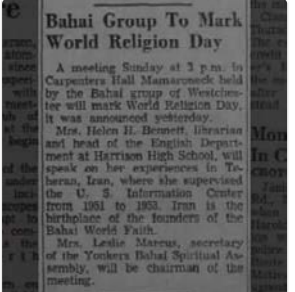 Bahai Group To Mark
World Religion Day
A meeting Sunday at 3 p.m. in
Carpenters Hall Mamaroneck held
by the Bahai group of Westches-
ter will mark World Religion Day,
it was announced yesterday.
Mrs. Helen H. Bennett, librarian
and head of the English Depart-
ment at Harrison High School, will
speak on her experiences in Te-
heran, Iran, where she supervised
the U. S. Information Center
from 1951 to 1953. Iran is the
birthplace of the founders of the
Bahai World Faith.
Mrs. Leslie Marcus, secretary
of the Yonkers Bahai Spiritual As-
sembly, will be chairman of the
meeting.